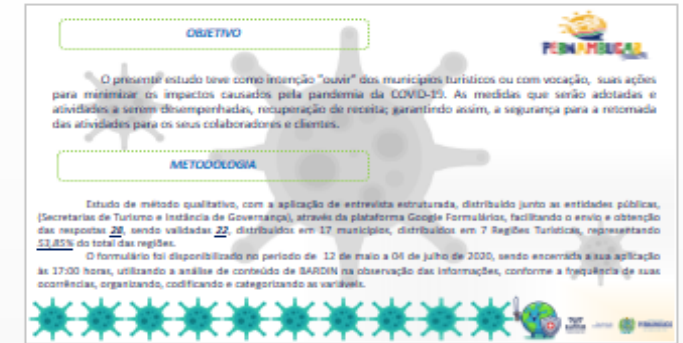 OBJETIVO
PERNAMBUCAR
O presente estudo teve como intenção "ouvir" dos municípios turísticos ou com vocação, suas ações
para minimizar os impactos causados pela pandemia da COVID-19. As medidas que serão adotadas e
atividades a serem desempenhadas, recuperação de receita; garantindo assim, a segurança para a retomada
das atividades para os seus colaboradores e clientes.
METODOLOGIA
Estudo de método qualitativo, com a aplicação de entrevista estruturada, distribuído junto as entidades públicas,
(Secretarias de Turismo e Instância de Governança), através da plataforma Google Formulários, facilitando o envio e obtenção
das respostas 28, sendo validadas 22, distribuídos em 17 municípios, distribuídos em 7 Regiões Turísticas, representando
53,85% do total das regiões.
O formulário foi disponibilizado no período de 12 de maio a 04 de julho de 2020, sendo encerrada a sua aplicação
às 17:00 horas, utilizando a análise de conteúdo de BARDIN na observação das informações, conforme a frequência de suas
ocorrências, organizando, codificando e categorizando as variáveis.